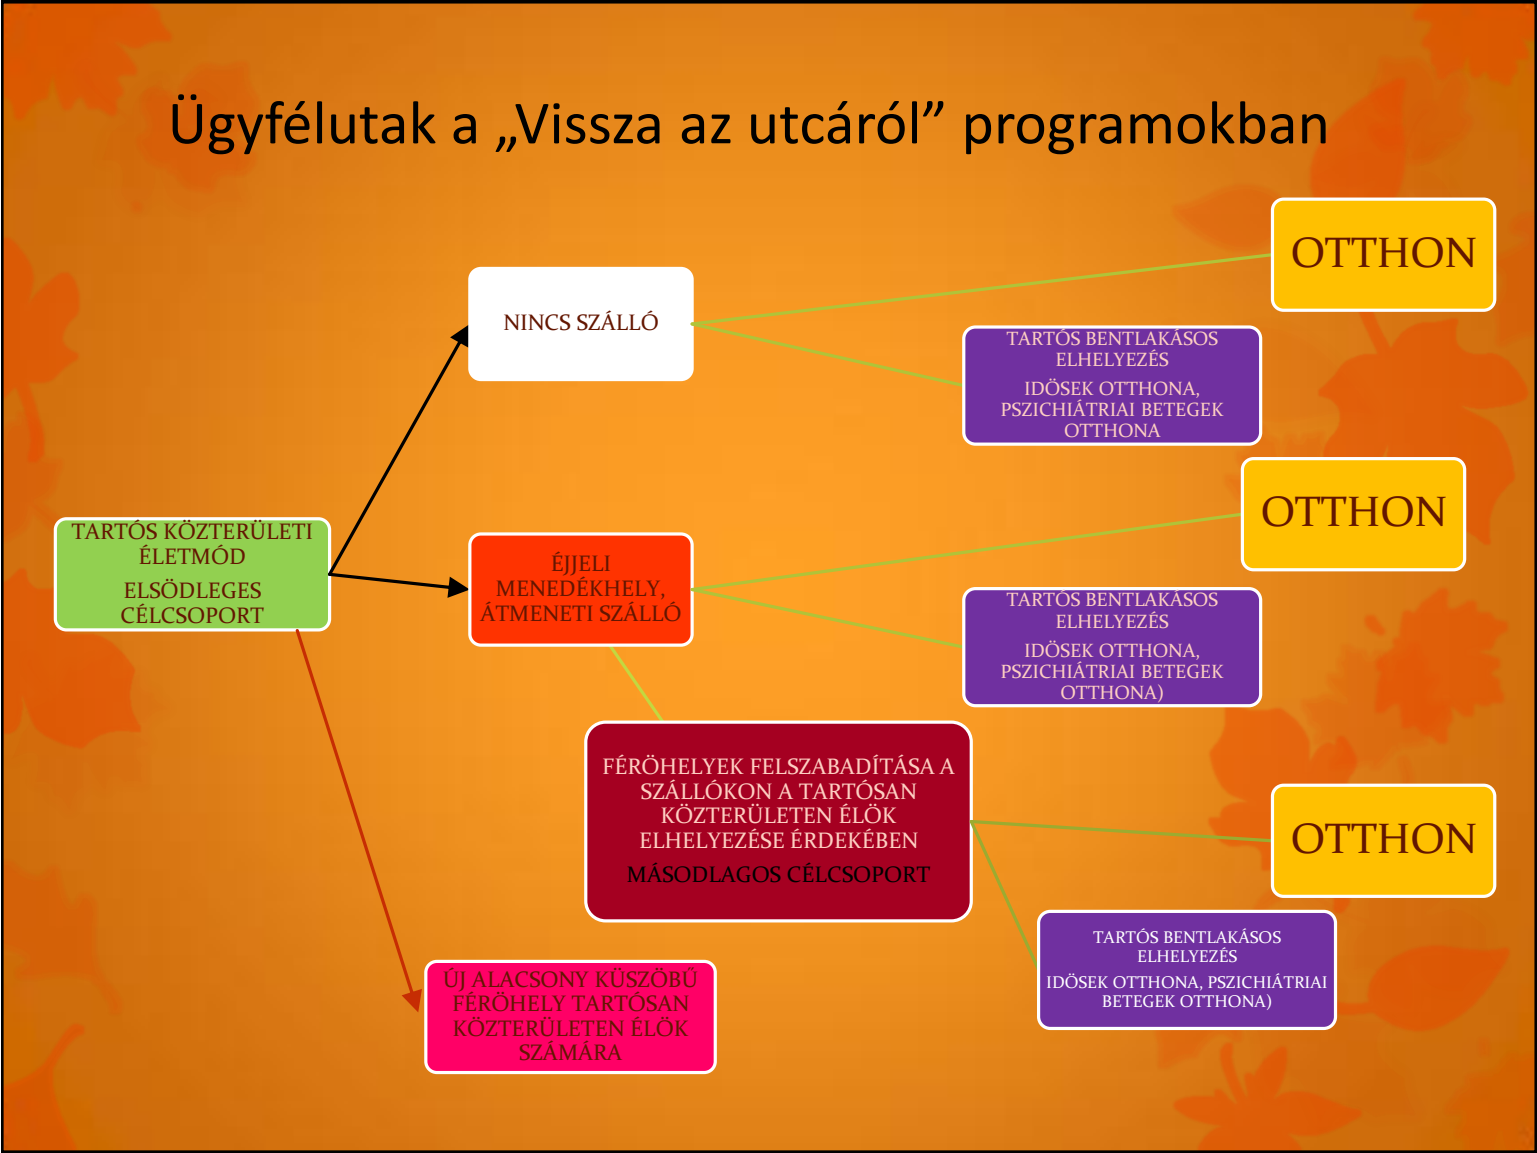 Ügyfélutak a „Vissza az utcáról” programokban
OTTHON
NINCS SZÁLLÓ
TARTÓS BENTLAKÁSOS
ELHELYEZÉS
IDÖSEK OTTHONA,
PSZICHIÁTRIAI BETEGEK
OTTHONA
OTTHON
TARTÓS KÖZTERÜLETI
ÉLETMÓD
ELSÖDLEGES
CÉLCSOPORT
ÉJJELI
MENEDÉKHELY,
ÁTMENETI SZÁLLÓ
TARTÓS BENTLAKÁSOS
ELHELYEZÉS
IDÖSEK OTTHONA,
PSZICHIÁTRIAI BETEGEK
OTTHONA)
FÉRÖHELYEK FELSZABADÍTÁSA A
SZÁLLÓKON A TARTÓSAN
KÖZTERÜLETEN ÉLÖK
ELHELYEZÉSE ÉRDEKÉBEN
MÁSODLAGOS CÉLCSOPORT
OTTHON
TARTÓS BENTLAKÁSOS
ELHELYEZÉS
IDÖSEK OTTHONA, PSZICHIÁTRIAI
BETEGEK OTTHONA)
ÚJ ALACSONY KÜSZÖBŰ
FÉRÖHELY TARTÓSAN
KÖZTERÜLETEN ÉLÖK
SZÁMÁRA